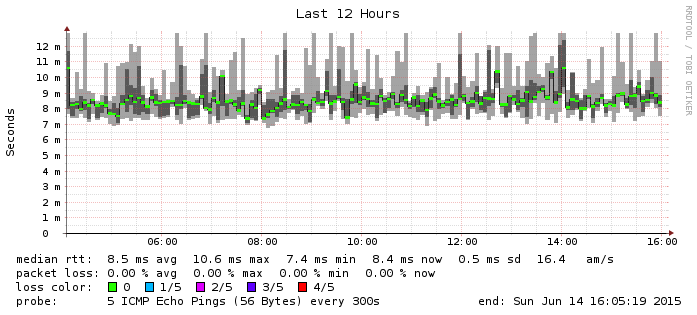 Last 12 Hours
RRDTOOL / TOBI OETIKER
Seconds
12 m
11 m
10 m
9 m
8 m
7 m
6 m
5 m
4 m
3 m
2 m
1 m
0
06:00 08:00 10:00 12:00 14:00 16:00
median rtt: 8.5 ms avg 10.6 ms max 7.4 ms min 8.4 ms now 0.5 ms sd 16.4 am/s
packet loss: 0.00 % avg 0.00 % max 0.00 % min 0.00 % now
loss color: 0 1/5 2/5 3/5 4/5
probe: 5 ICMP Echo Pings (56 Bytes) every 300s end: Sun Jun 14 16:05:19 2015